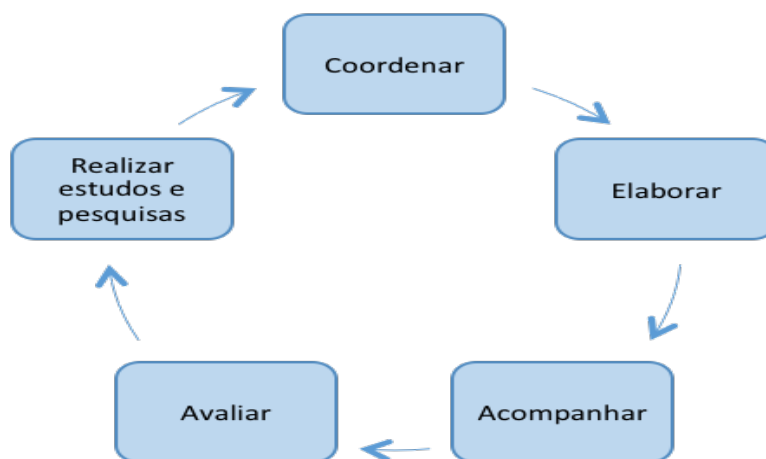 Coordenar
Elaborar
Acompanhar
Avaliar
Realizar
estudos e
pesquisas